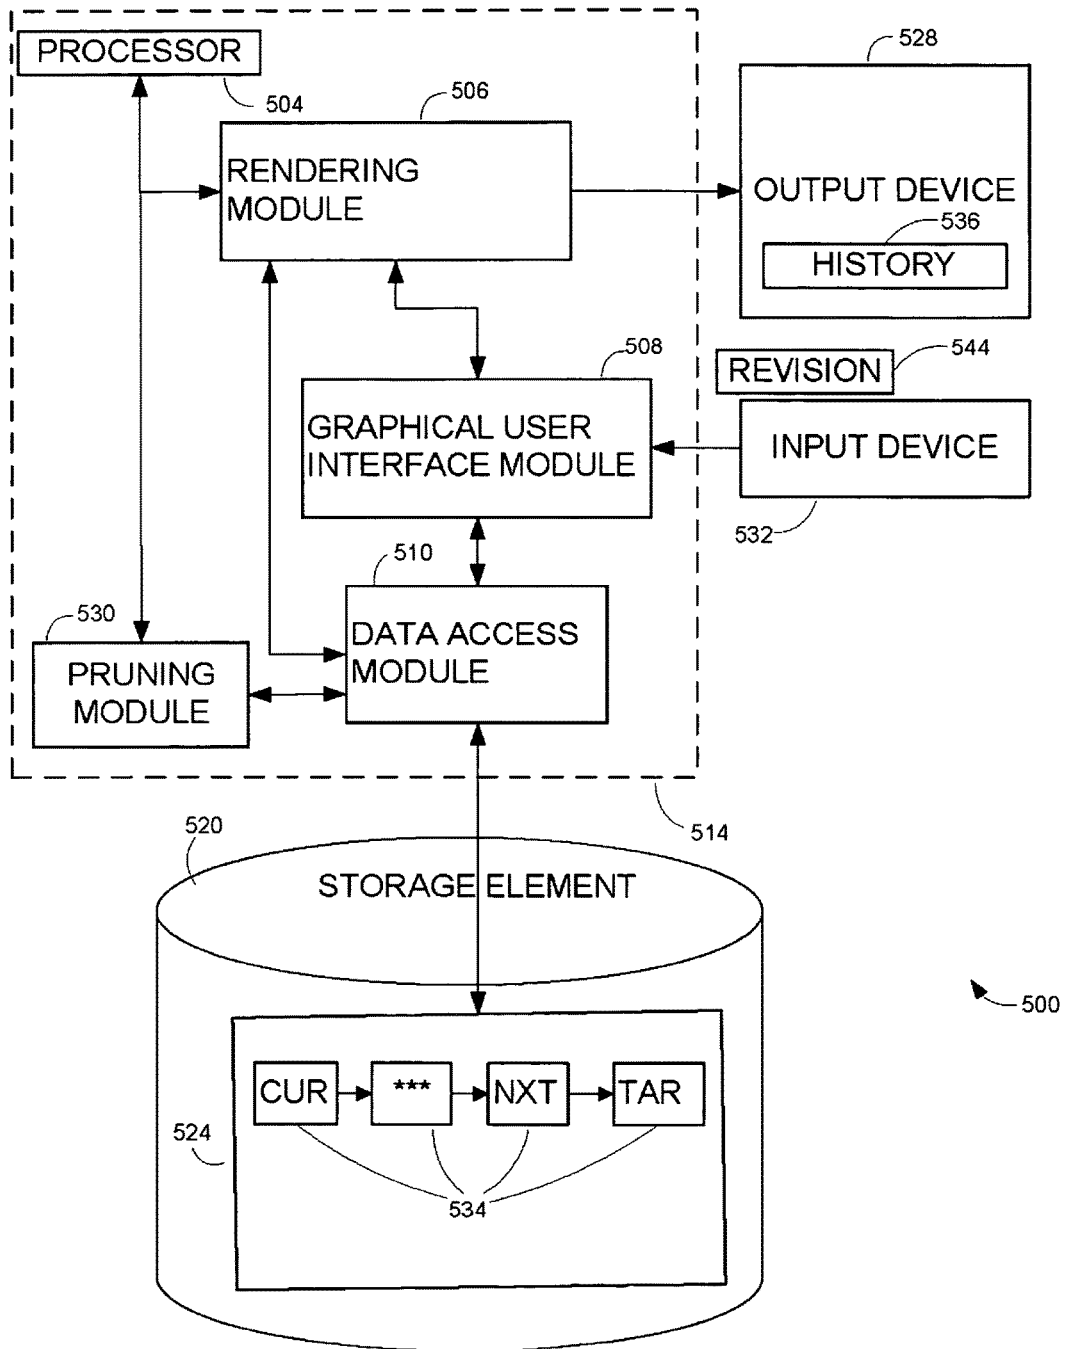 PROCESSOR
504
506
528
RENDERING
MODULE
OUTPUT DEVICE
536
HISTORY
508
544
REVISION
GRAPHICAL USER
INTERFACE MODULE
INPUT DEVICE
532
510
530
DATA ACCESS
MODULE
PRUNING
MODULE
514
520
STORAGE ELEMENT
500
CUR
***
NXT
TAR
524
534